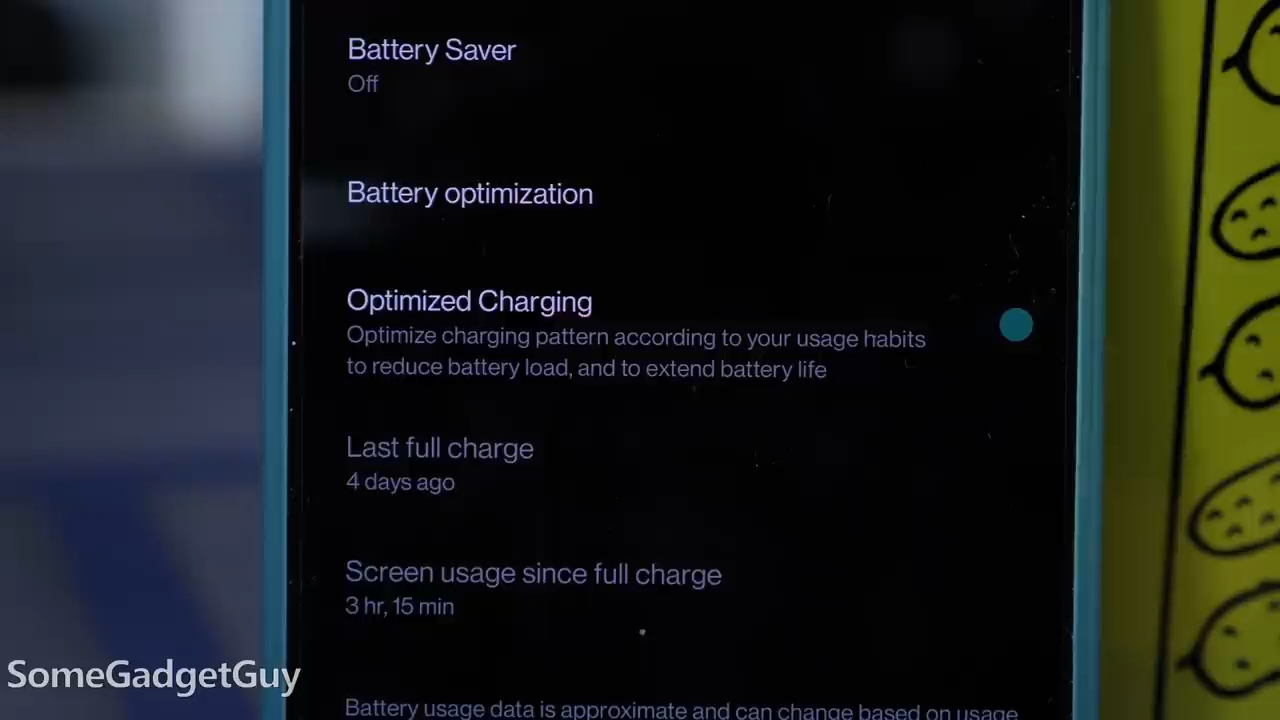 Battery Saver
Off
Battery optimization
Optimized Charging
Optimize charging pattern according to your usage habits
to reduce battery load, and to extend battery life
Last full charge
4 days ago
Screen usage since full charge
3 hr, 15 min
SomeGadgetGuy
Battery usage data is approximate and can change based on usage